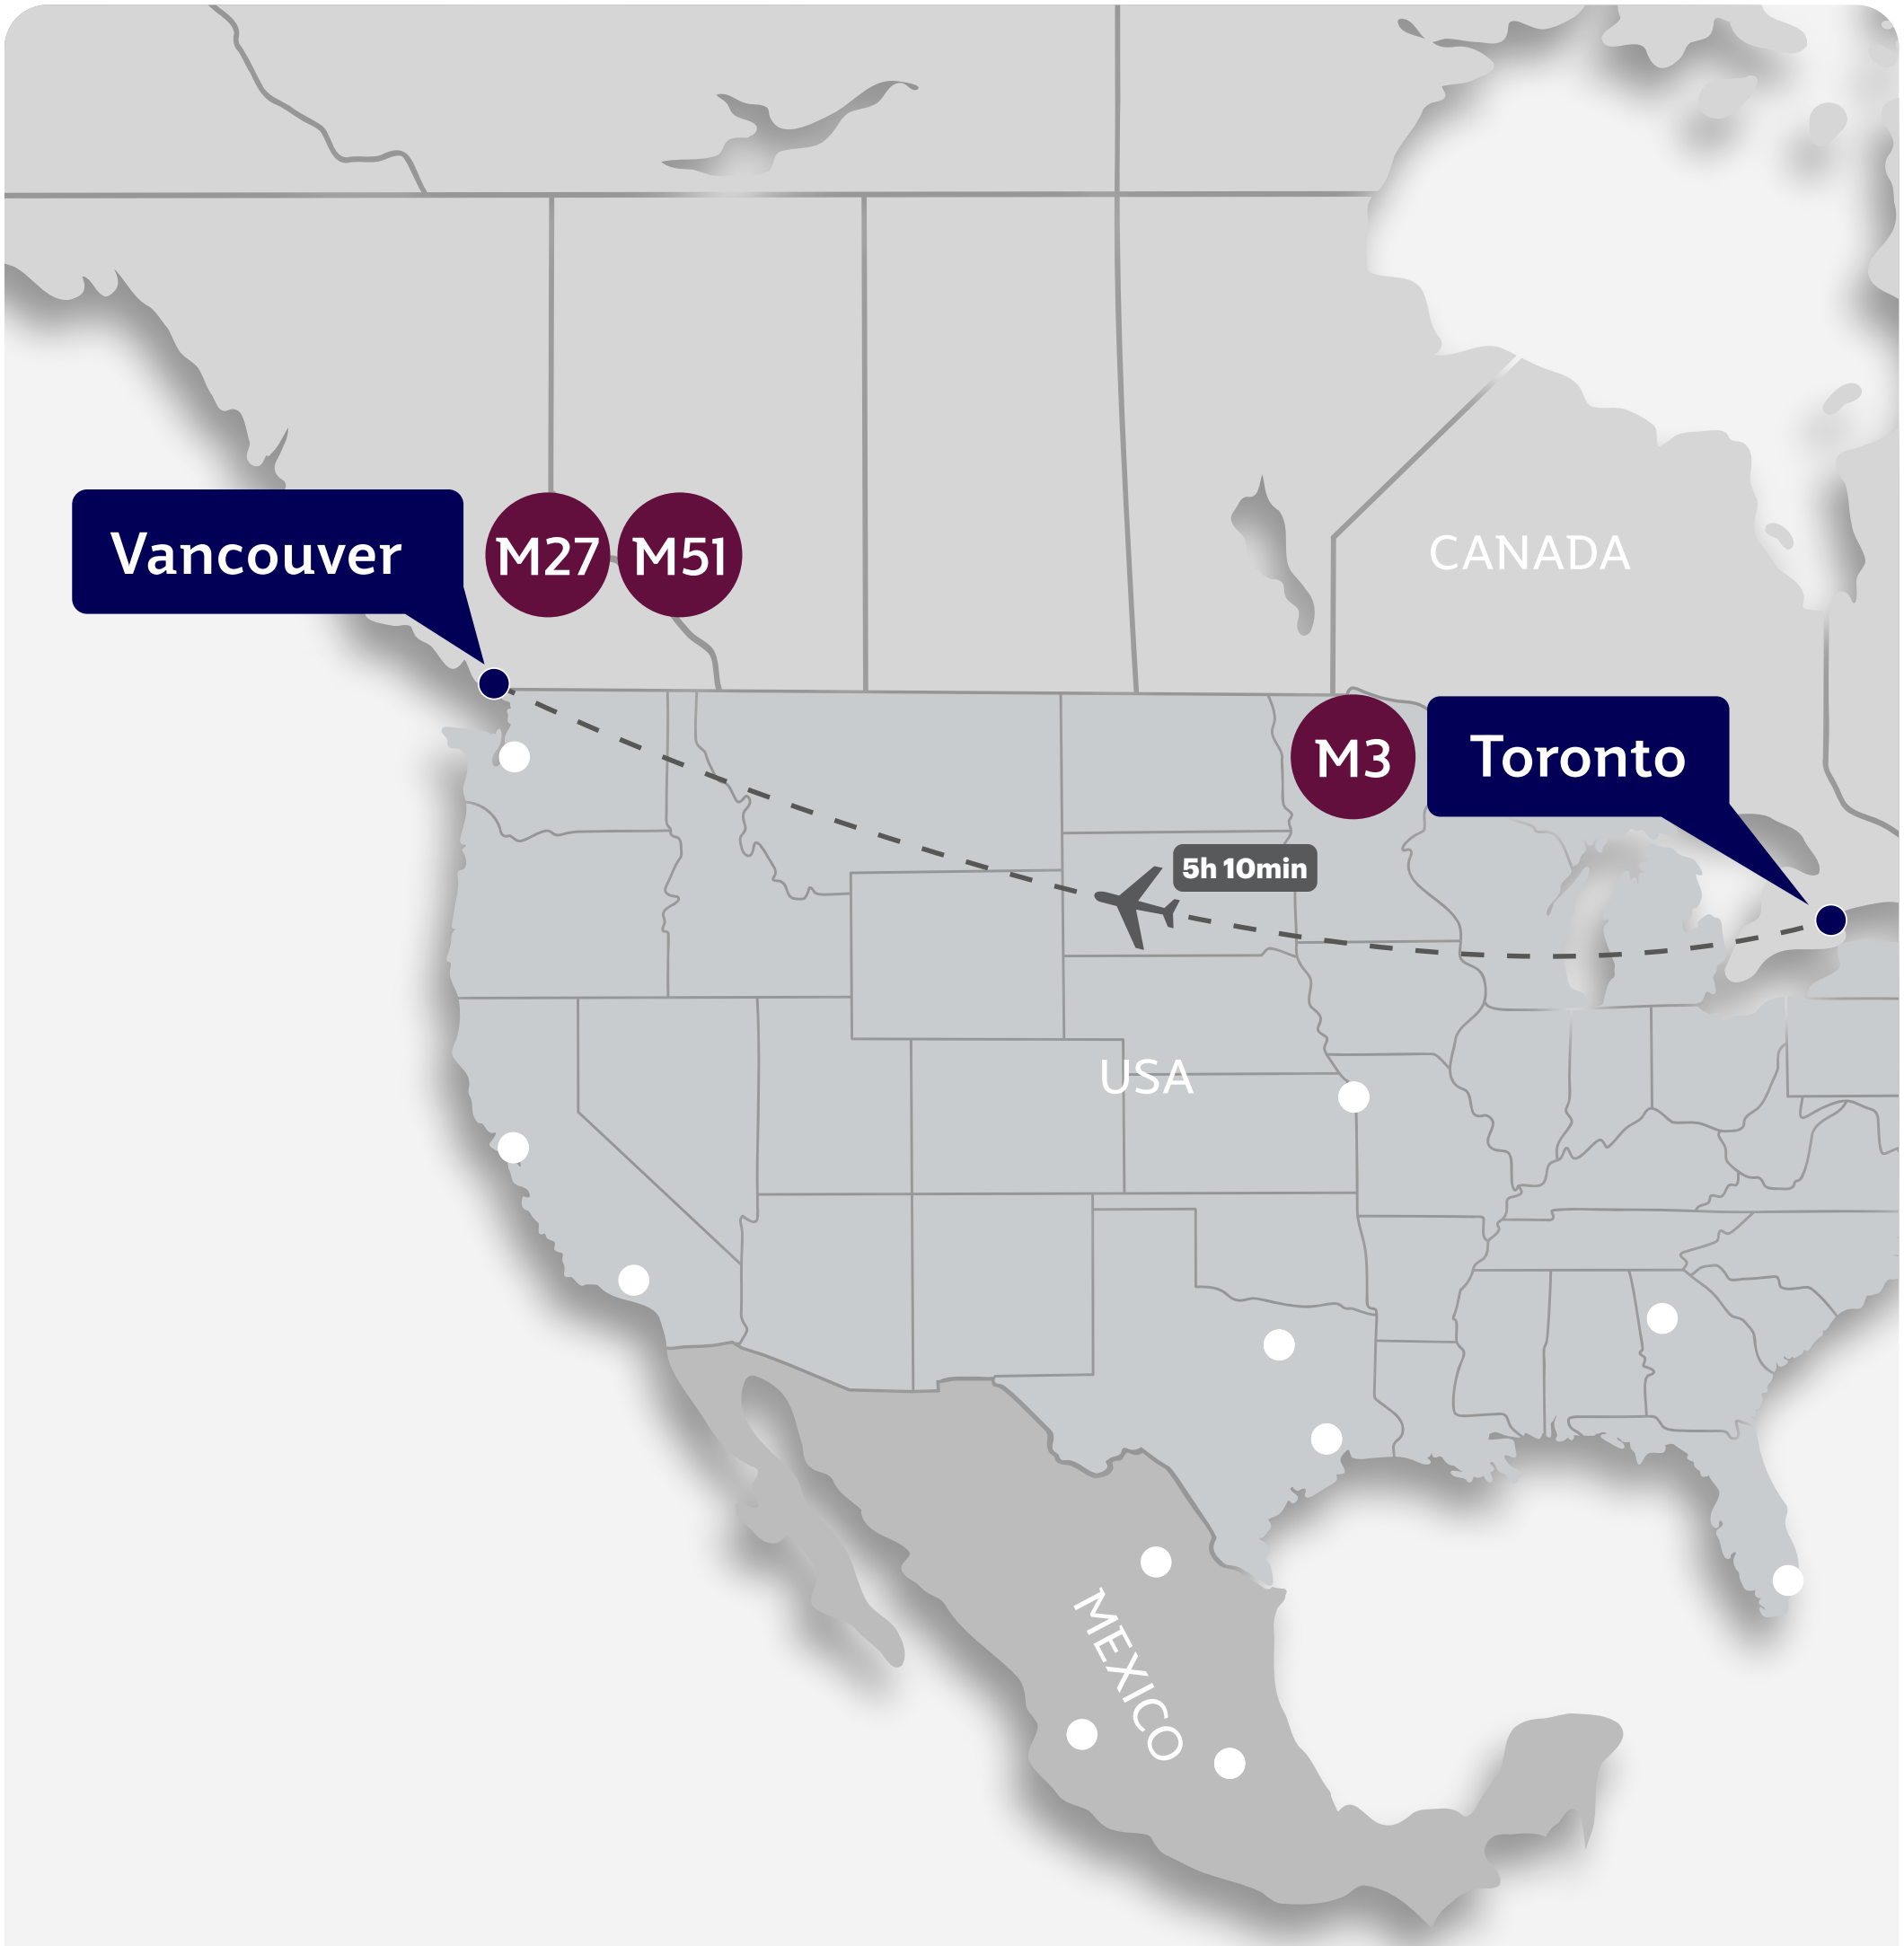 Vancouver
M27
M51
CANADA
M3
Toronto
5h 10min
USA
MEXICO